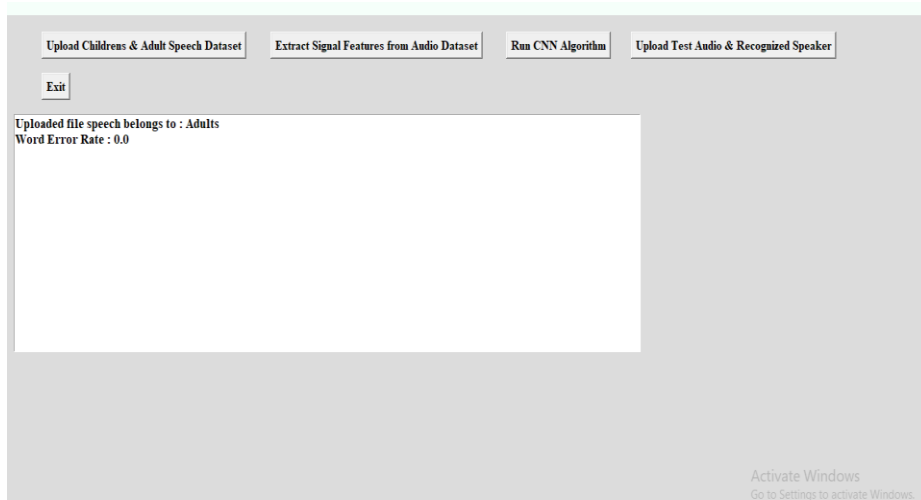 Upload Childrens & Adult Speech Dataset
Extract Signal Features from Audio Dataset
Run CNN Algorithm
Upload Test Audio & Recognized Speaker
Exit
Uploaded file speech belongs to : Adults
Word Error Rate : 0.0
Activate Windows
Go to Settings to activate Windows.